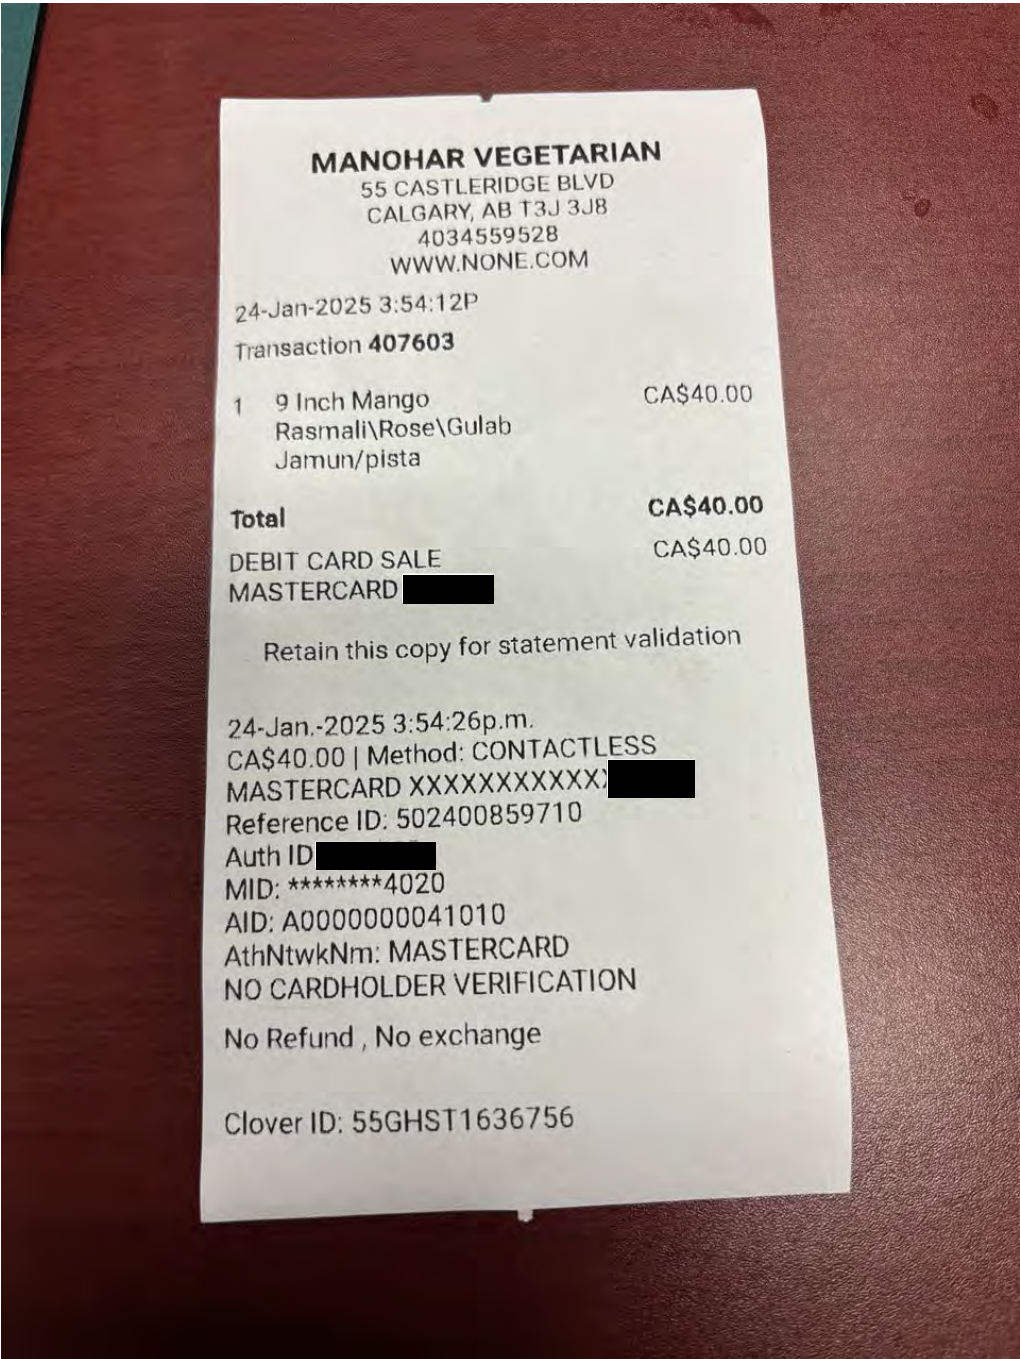 MANOHAR VEGETARIAN
55 CASTLERIDGE BLVD
CALGARY, AB T3J 3J8
4034559528
WWW.NONE.COM
24-Jan-2025 3:54:12P
Transaction 407603
1 9 Inch Mango CA$40.00
Rasmali\Rose\Gulab
Jamun/pista
Total CA$40.00
DEBIT CARD SALE CA$40.00
MASTERCARD
Retain this copy for statement validation
24-Jan.-2025 3:54:26p.m.
CA$40.00 | Method: CONTACTLESS
MASTERCARD XXXXXXXXXXXX
Reference ID: 502400859710
Auth ID
MID: ********4020
AID: A0000000041010
AthNtwkNm: MASTERCARD
NO CARDHOLDER VERIFICATION
No Refund , No exchange
Clover ID: 55GHST1636756